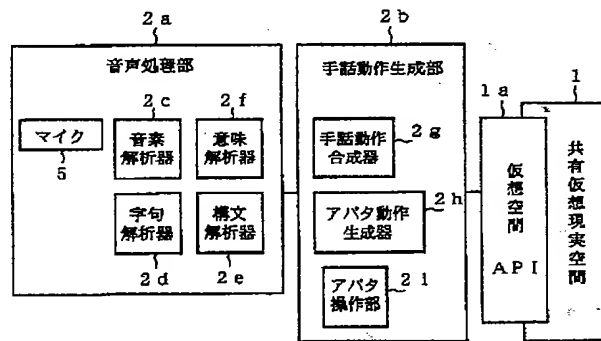 2a
音声処理部
マイク
5
2c
音素
解析器
2f
意味
解析器
字句
解析器
2d
構文
解析器
2e
2b
手話動作生成部
手話動作
合成器
2g
アバタ動作
生成器
2h
アバタ
操作部
2i
1a
仮想空間
API
1
共有仮想現実空間